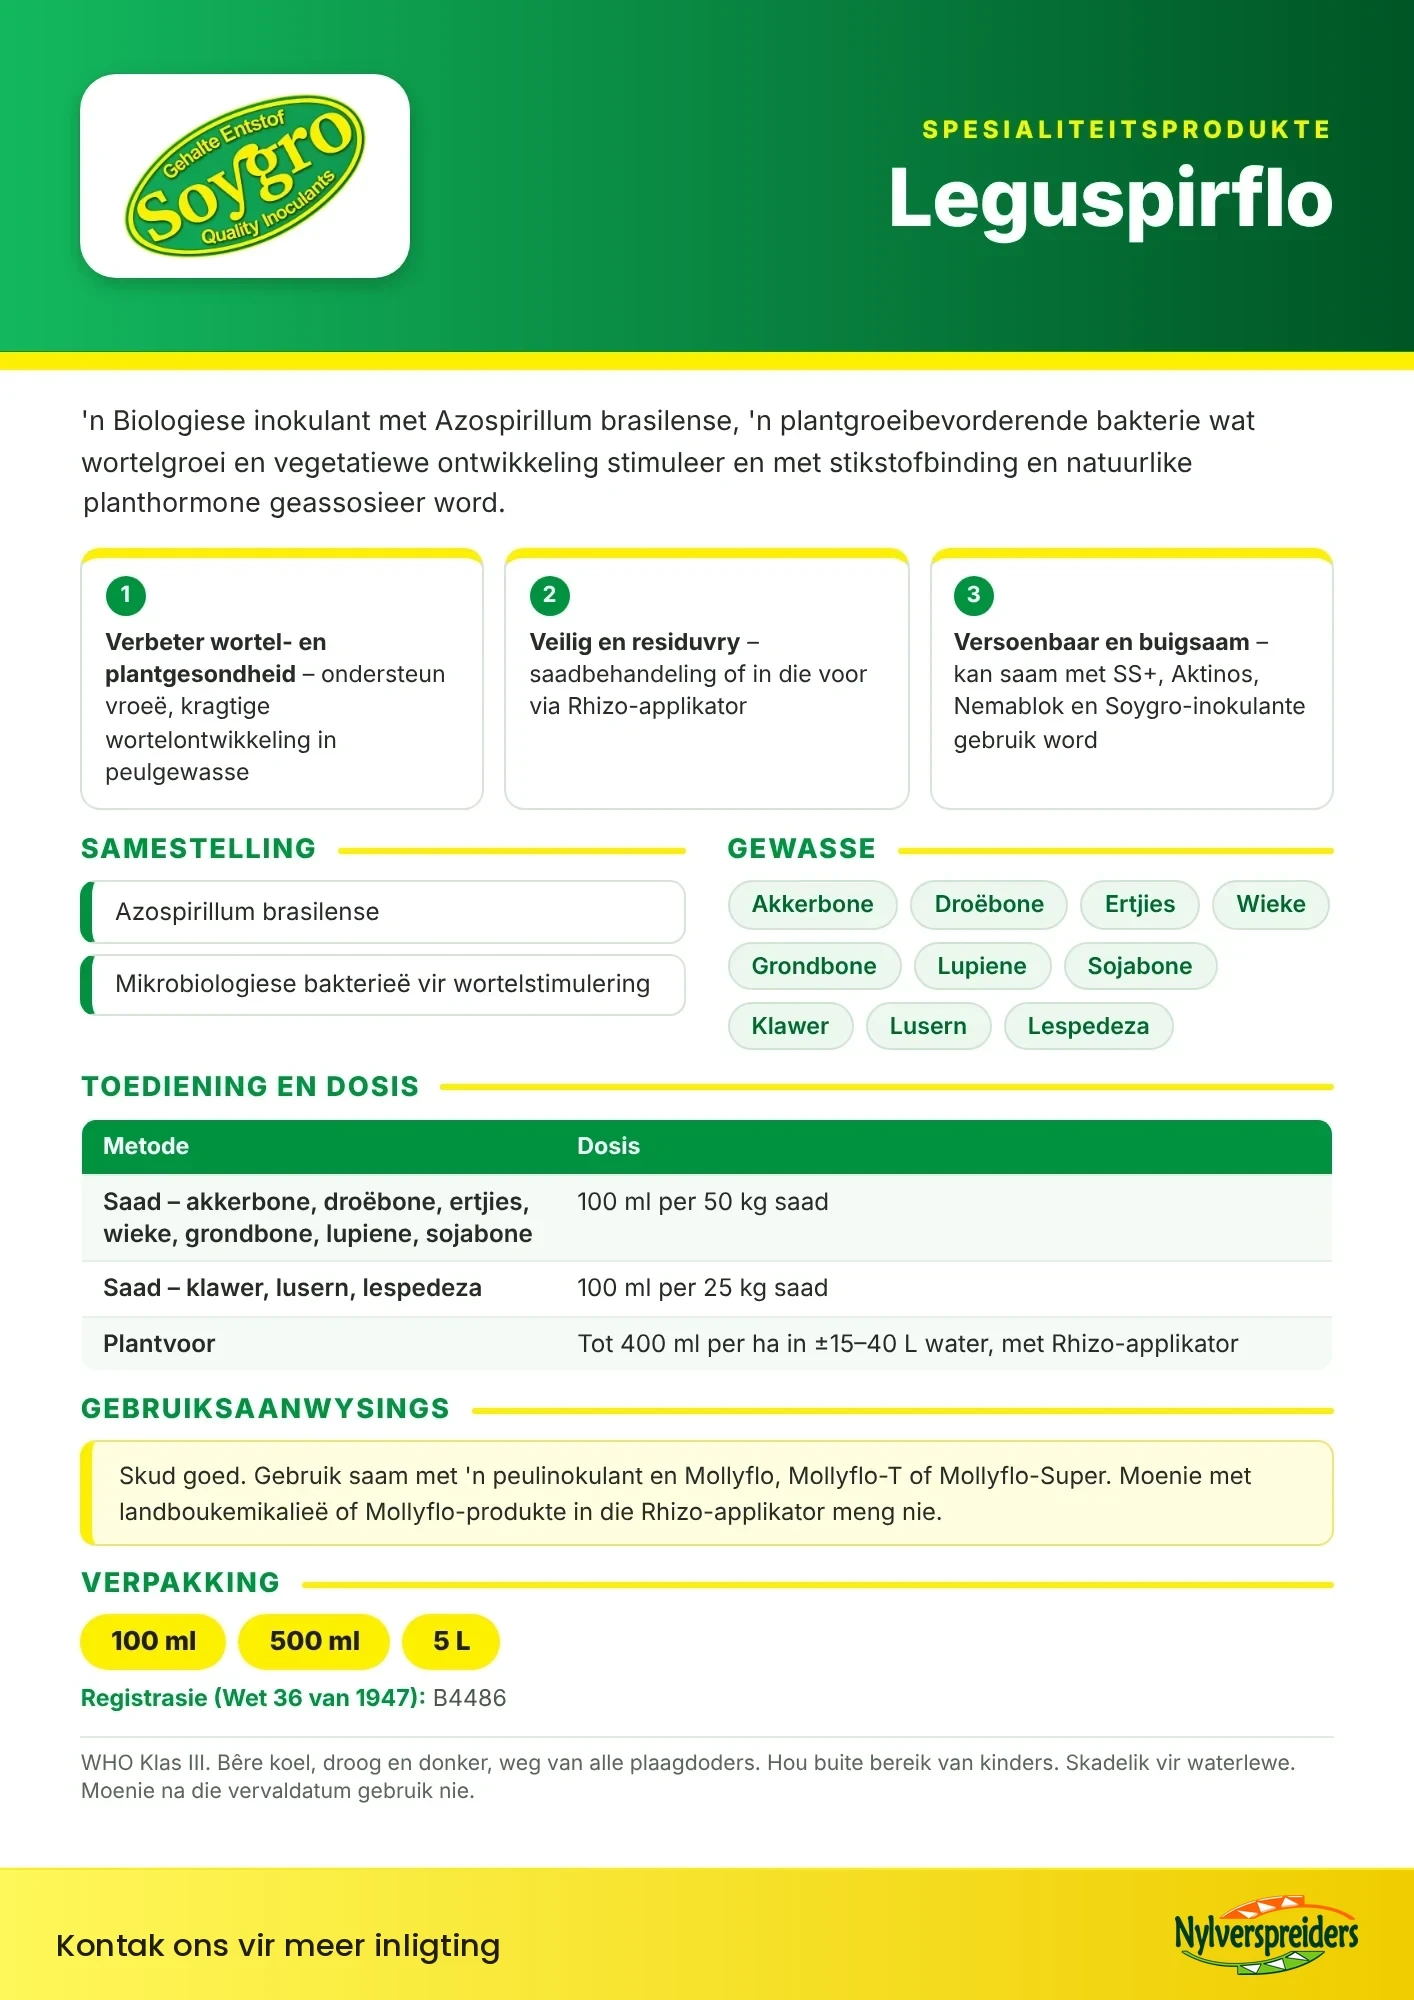 Gehalte Entstof
Soygro
Quality Inoculants
SPESIALITEITSPRODUKTE
Leguspirflo
'n Biologiese inokulant met Azospirillum brasilense, 'n plantgroeibevorderende bakterie wat
wortelgroei en vegetatiewe ontwikkeling stimuleer en met stikstofbinding en natuurlike
planthormone geassosieer word.
1
Verbeter wortel- en
plantgesondheid – ondersteun
vroeë, kragtige
wortelontwikkeling in
peulgewasse
2
Veilig en residuvry –
saadbehandeling of in die voor
via Rhizo-applikator
3
Versoenbaar en buigsaam –
kan saam met SS+, Aktinos,
Nemablok en Soygro-inokulante
gebruik word
SAMESTELLING
Azospirillum brasilense
Mikrobiologiese bakterieë vir wortelstimulering
GEWASSE
Akkerbone Droëbone Ertjies Wieke
Grondbone Lupiene Sojabone
Klawer Lusern Lespedeza
TOEDIENING EN DOSIS
Metode Dosis
Saad – akkerbone, droëbone, ertjies, 100 ml per 50 kg saad
wieke, grondbone, lupiene, sojabone
Saad – klawer, lusern, lespedeza 100 ml per 25 kg saad
Plantvoor Tot 400 ml per ha in ±15–40 L water, met Rhizo-applikator
GEBRUIKSAANWYSINGS
Skud goed. Gebruik saam met 'n peulinokulant en Mollyflo, Mollyflo-T of Mollyflo-Super. Moenie met
landboukemikalieë of Mollyflo-produkte in die Rhizo-applikator meng nie.
VERPAKKING
100 ml 500 ml 5 L
Registrasie (Wet 36 van 1947): B4486
WHO Klas III. Bêre koel, droog en donker, weg van alle plaagdoders. Hou buite bereik van kinders. Skadelik vir waterlewe.
Moenie na die vervaldatum gebruik nie.
Kontak ons vir meer inligting
Nylverspreiders